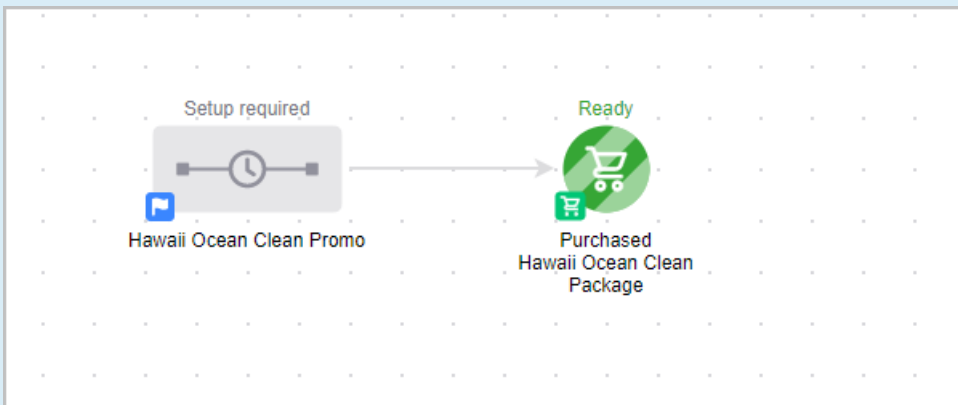 Setup required
Ready
Hawaii Ocean Clean Promo
Purchased
Hawaii Ocean Clean
Package